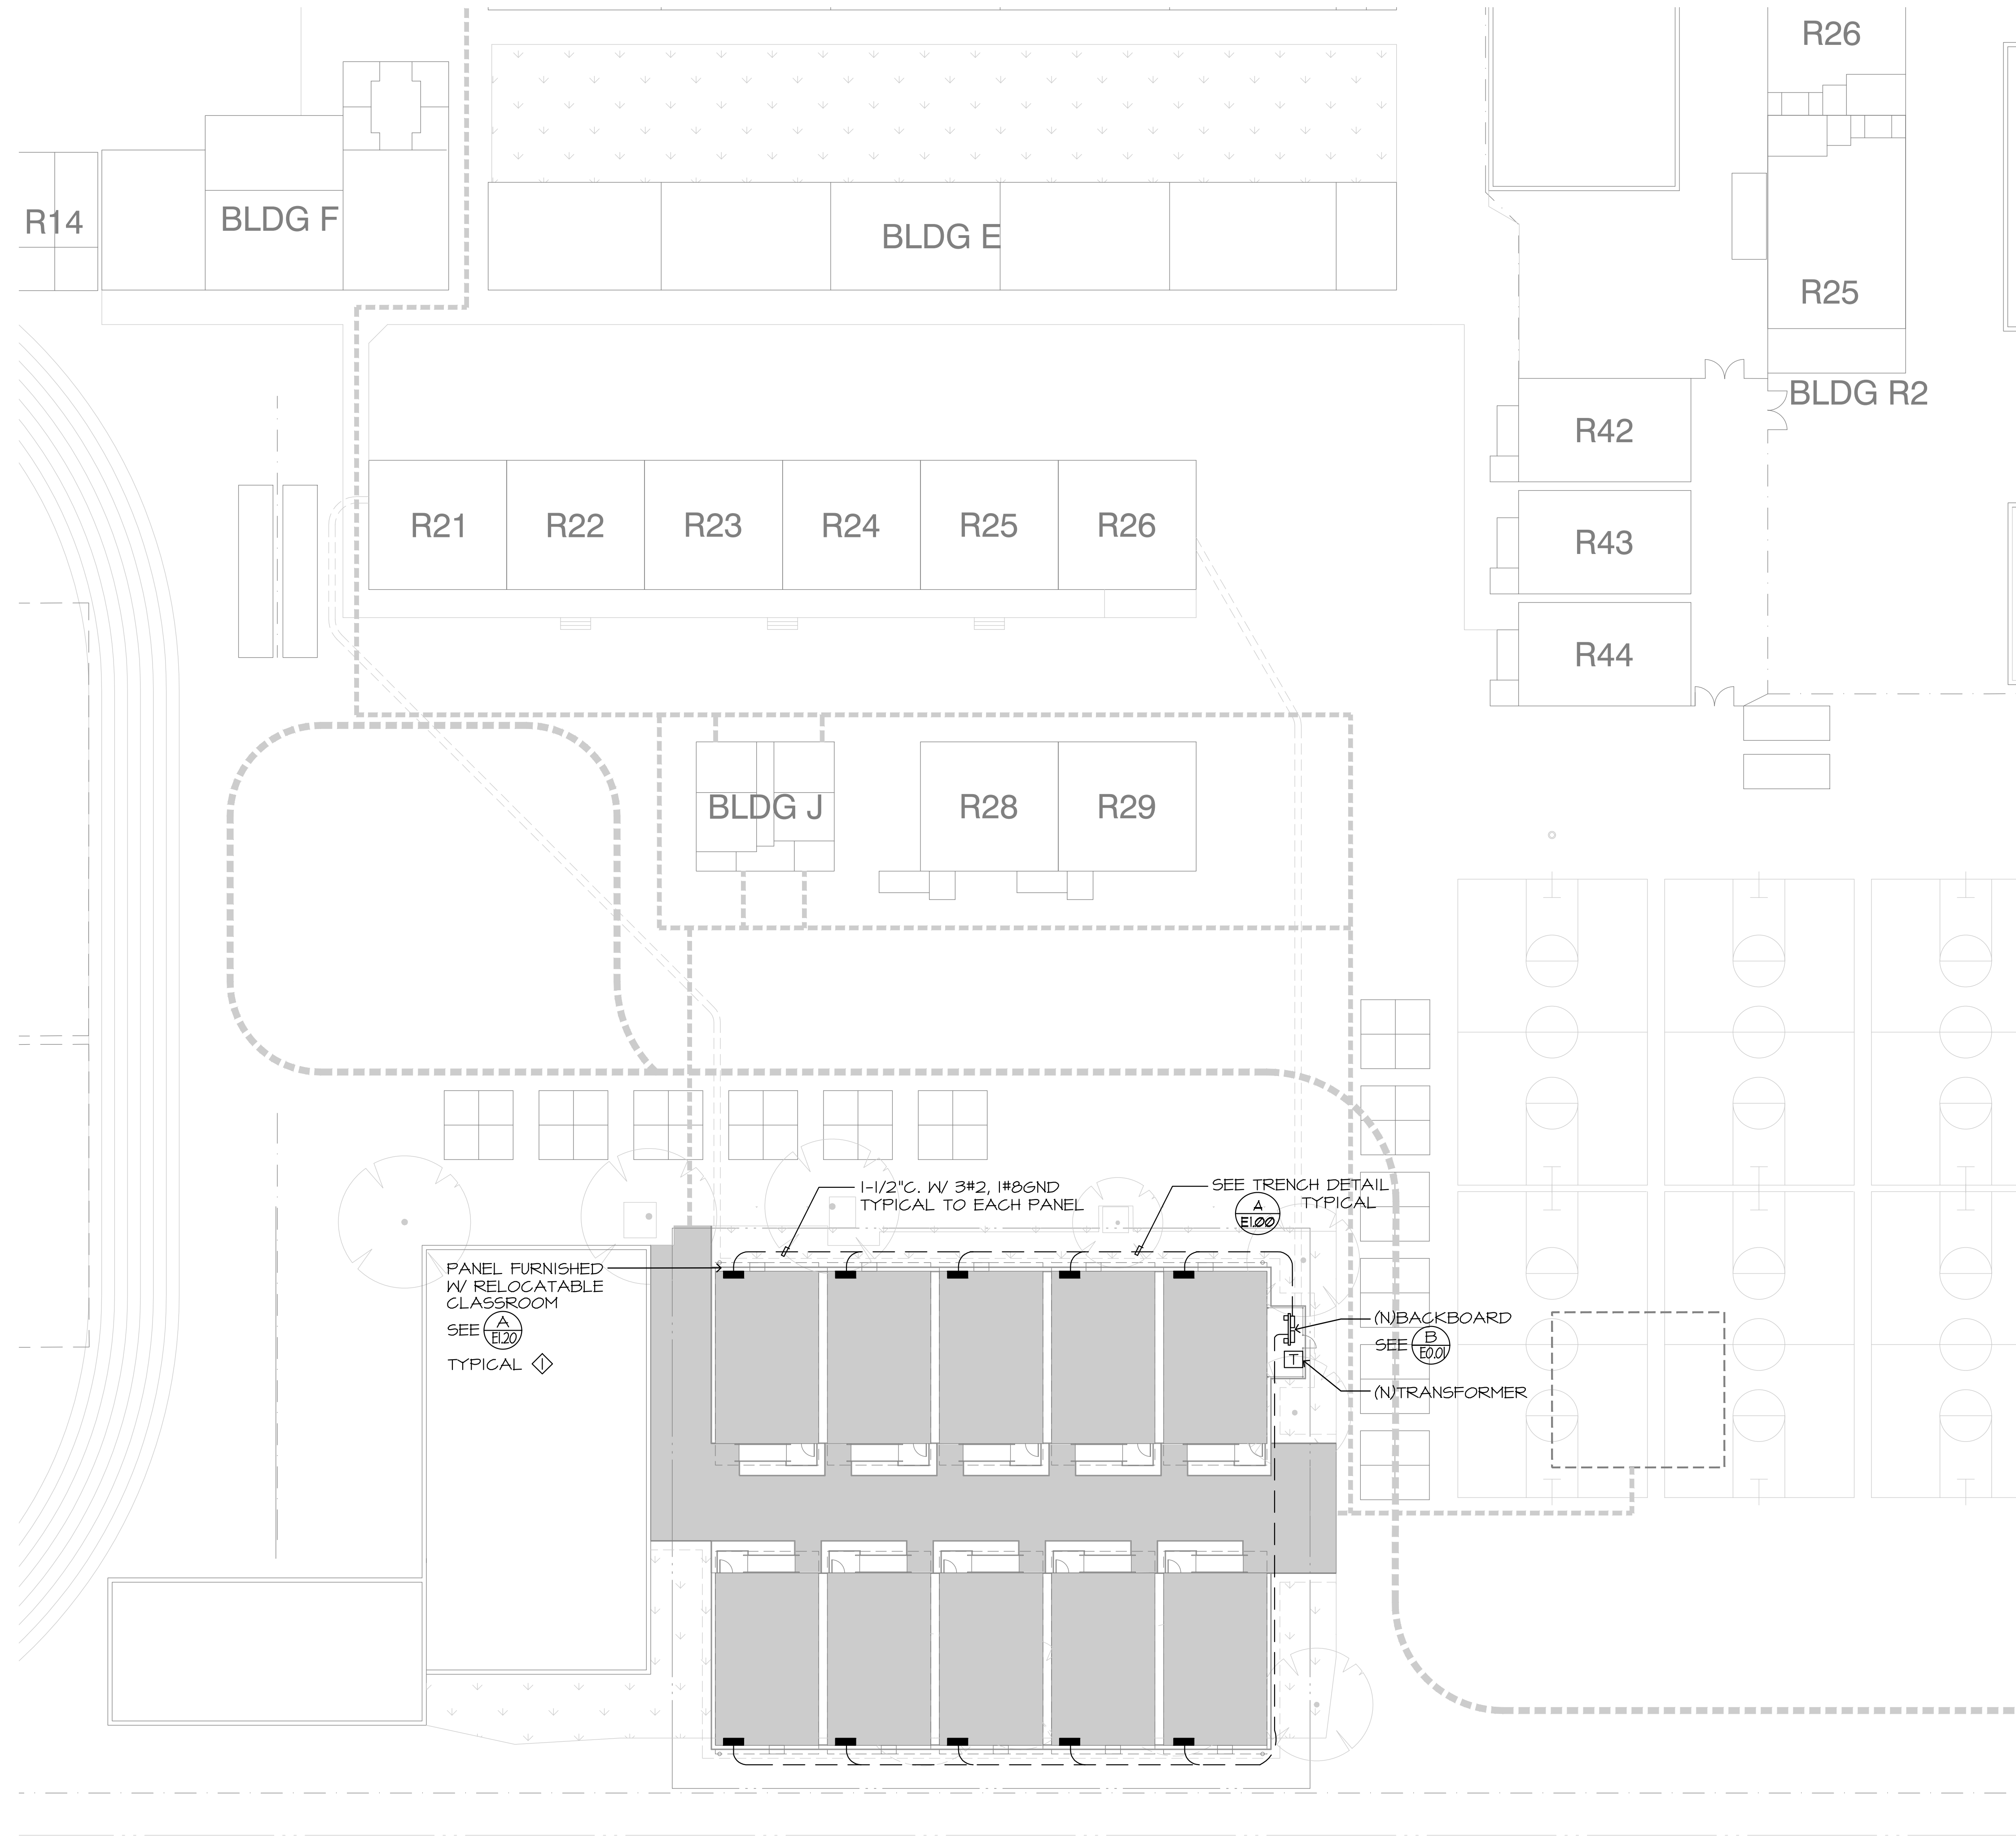 R26
R14
BLDG F
BLDG E
R25
BLDG R2
R42
R21
R22
R23
R24
R25
R26
R43
R44
BLDG J
R28
R29
1-1/2"C. W/ 3#2, 1#8GND
TYPICAL TO EACH PANEL
SEE TRENCH DETAIL
A
E1.00
TYPICAL
PANEL FURNISHED
W/ RELOCATABLE
CLASSROOM
SEE A
E1.20
TYPICAL 1
(N)BACKBOARD
SEE B
E0.01
T
(N)TRANSFORMER